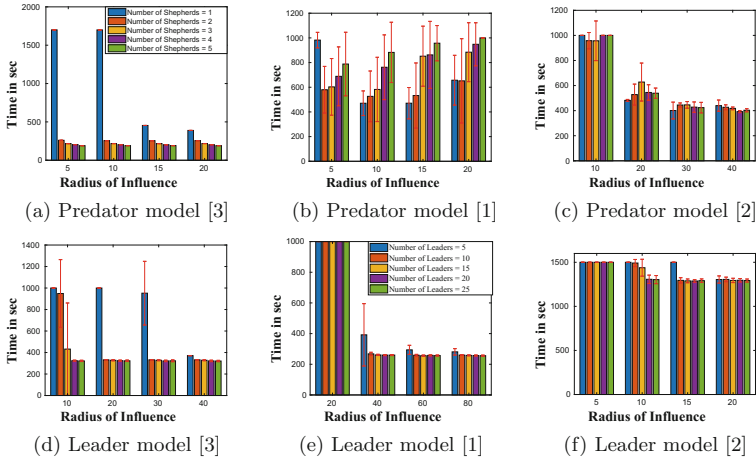 2000
1500
1000
500
0
Time in sec
Number of Shepherds = 1
Number of Shepherds = 2
Number of Shepherds = 3
Number of Shepherds = 4
Number of Shepherds = 5
5 10 15 20
Radius of Influence
(a) Predator model [3]
1000
800
600
400
200
0
Time in sec
5 10 15 20
Radius of Influence
(b) Predator model [1]
1200
1000
800
600
400
200
0
Time in sec
10 20 30 40
Radius of Influence
(c) Predator model [2]
1400
1200
1000
800
600
400
200
0
Time in sec
10 20 30 40
Radius of Influence
(d) Leader model [3]
1000
800
600
400
200
0
Time in sec
Number of Leaders = 5
Number of Leaders = 10
Number of Leaders = 15
Number of Leaders = 20
Number of Leaders = 25
20 40 60 80
Radius of Influence
(e) Leader model [1]
1500
1000
500
0
Time in sec
5 10 15 20
Radius of Influence
(f) Leader model [2]